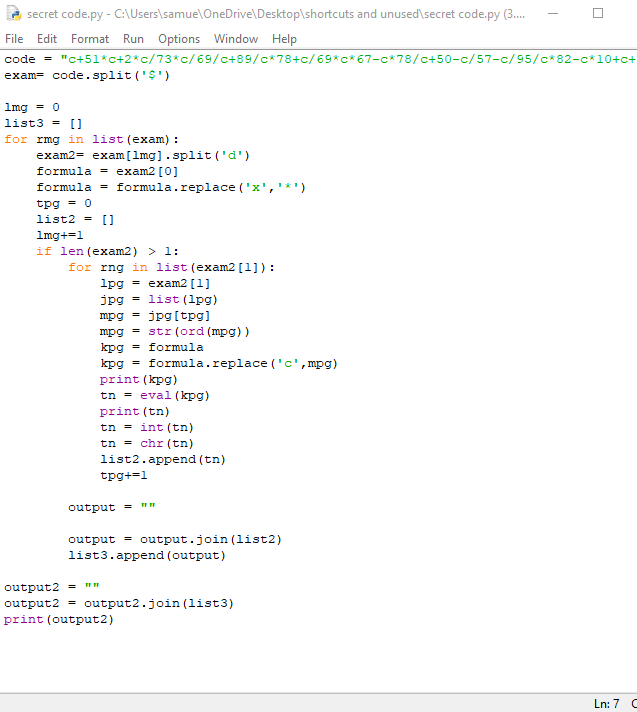 secret code.py - C:\Users\samue\OneDrive\Desktop\shortcuts and unused\secret code.py (3....
File Edit Format Run Options Window Help
code = "c+51*c+2*c/73*c/69/c+89/c*78+c/69*c*67-c*78/c+50-c/57-c/95/c*82-c*10+c+
exam= code.split('$')

lmg = 0
list3 = []
for rmg in list(exam):
    exam2= exam[lmg].split('d')
    formula = exam2[0]
    formula = formula.replace('x','*')
    tpg = 0
    list2 = []
    lmg+=1
    if len(exam2) > 1:
        for rng in list(exam2[1]):
            lpg = exam2[1]
            jpg = list(lpg)
            mpg = jpg[tpg]
            mpg = str(ord(mpg))
            kpg = formula
            kpg = formula.replace('c',mpg)
            print(kpg)
            tn = eval(kpg)
            print(tn)
            tn = int(tn)
            tn = chr(tn)
            list2.append(tn)
            tpg+=1

        output = ""

        output = output.join(list2)
        list3.append(output)

output2 = ""
output2 = output2.join(list3)
print(output2)
Ln: 7